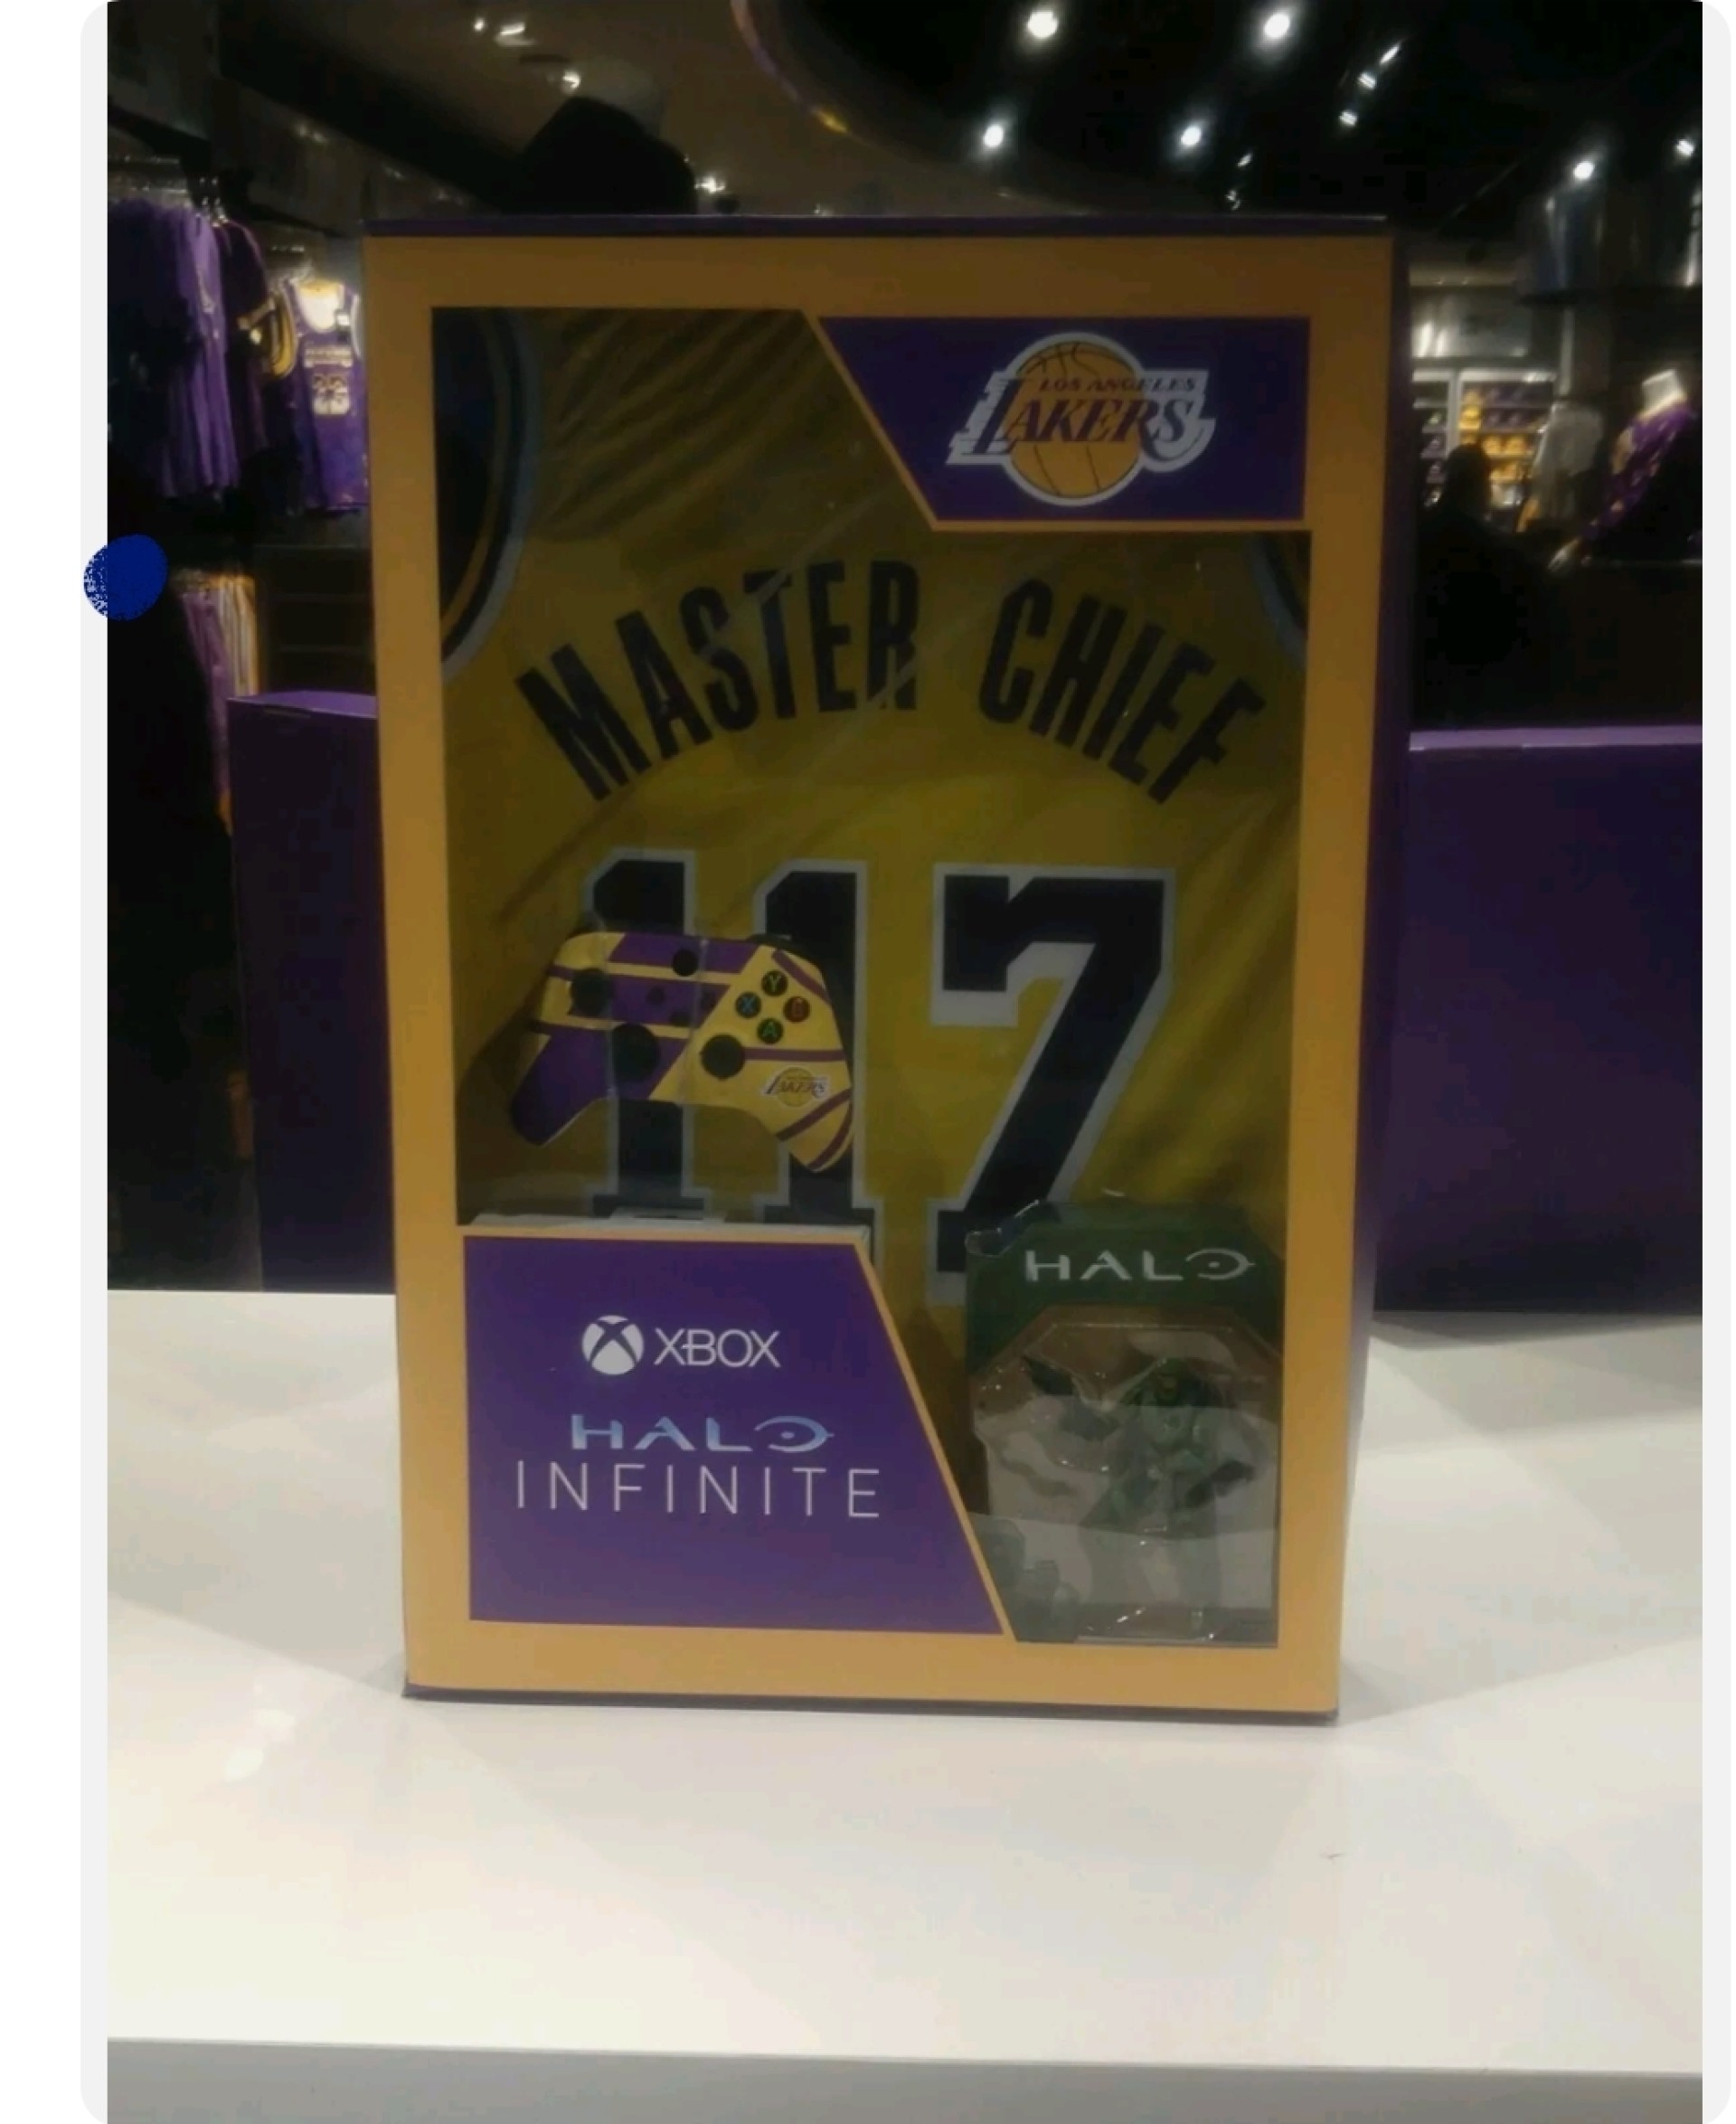 LOS ANGELES
LAKERS
MASTER CHIEF
117
Y
X B
A
LAKERS
HALO
XBOX
HALO
INFINITE